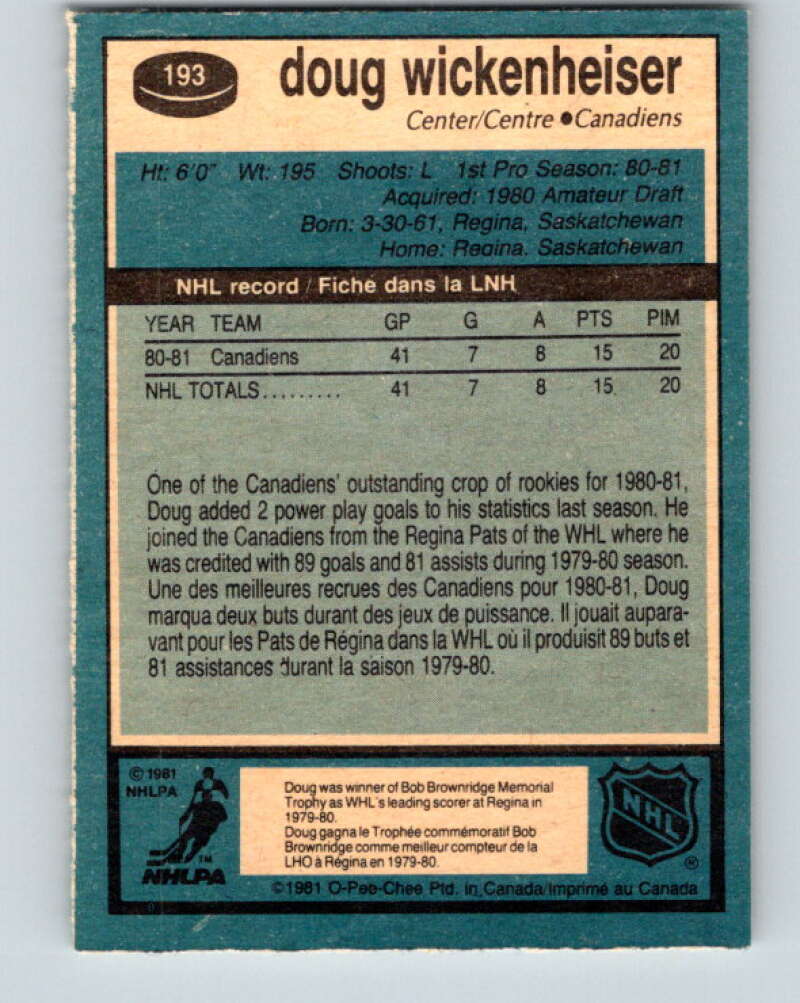 193
doug wickenheiser
Center/Centre ●Canadiens
Ht: 6'0" Wt: 195 Shoots: L 1st Pro Season: 80-81
Acquired: 1980 Amateur Draft
Born: 3-30-61, Regina, Saskatchewan
Home: Regina, Saskatchewan
NHL record / Fiche dans la LNH
YEAR TEAM GP G A PTS PIM
80-81 Canadiens 41 7 8 15 20
NHL TOTALS......... 41 7 8 15 20
One of the Canadiens' outstanding crop of rookies for 1980-81,
Doug added 2 power play goals to his statistics last season. He
joined the Canadiens from the Regina Pats of the WHL where he
was credited with 89 goals and 81 assists during 1979-80 season.
Une des meilleures recrues des Canadiens pour 1980-81, Doug
marqua deux buts durant des jeux de puissance. Il jouait aupara-
vant pour les Pats de Régina dans la WHL où il produisit 89 buts et
81 assistances durant la saison 1979-80.
© 1981
NHLPA
TM
NHLPA
Doug was winner of Bob Brownridge Memorial
Trophy as WHL's leading scorer at Regina in
1979-80.
Doug gagna le Trophée commémoratif Bob
Brownridge comme meilleur compteur de la
LHO à Régina en 1979-80.
NHL
®
©1981 O-Pee-Chee Ptd. in Canada/Imprimé au Canada